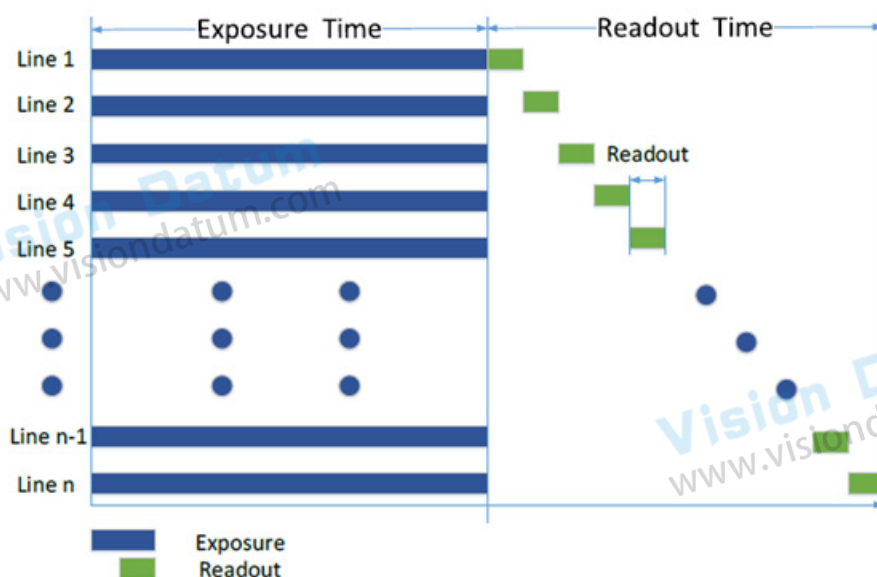 Exposure Time
Readout Time
Line 1
Line 2
Line 3
Readout
Line 4
Line 5
Vision Datum
www.visiondatum.com
Line n-1
Line n
Vision D
www.visionda
Exposure
Readout